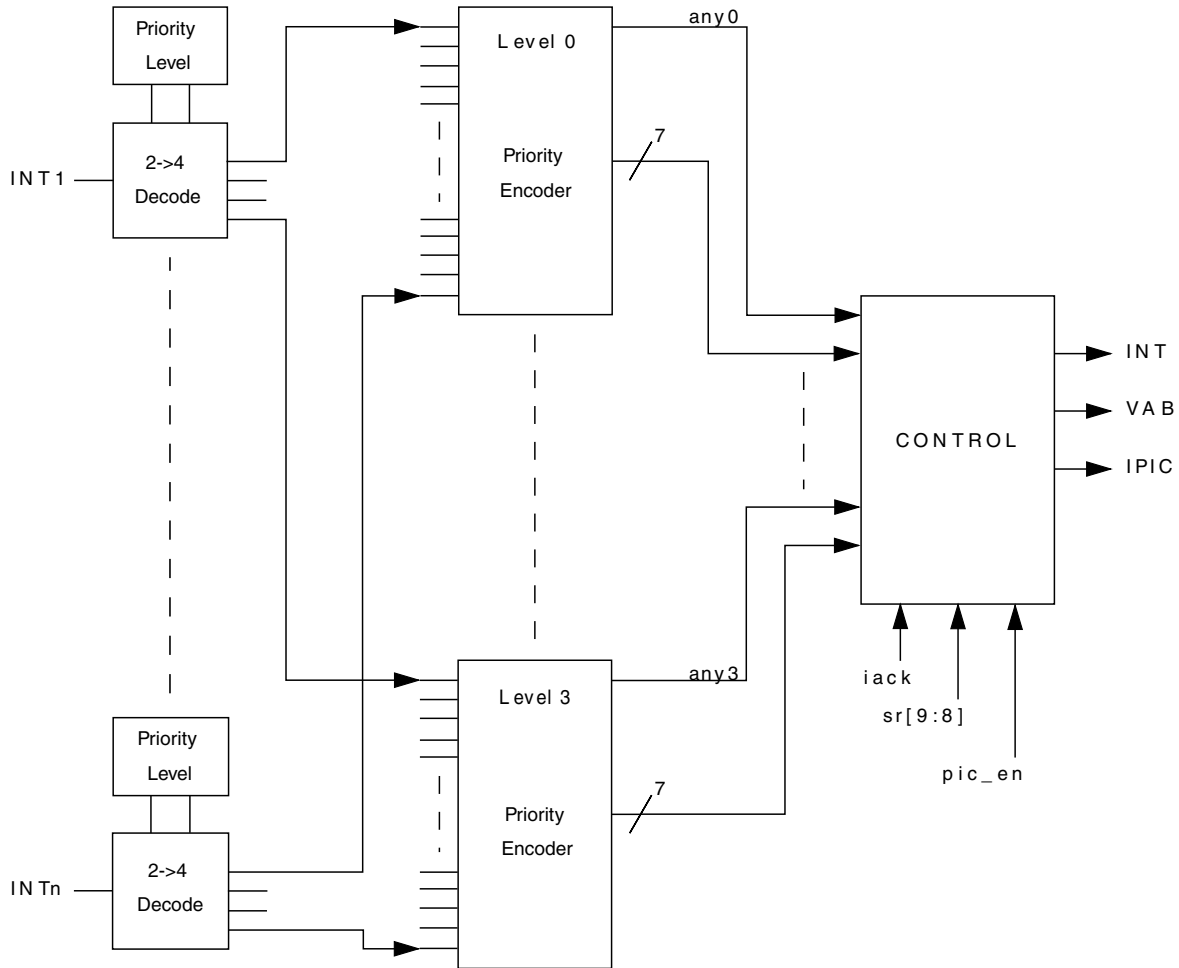 Priority
Level
2->4
Decode
INT1
Level 0
Priority
Encoder
any0
7
CONTROL
INT
VAB
IPIC
iack
sr[9:8]
pic_en
Level 3
Priority
Encoder
any3
7
Priority
Level
2->4
Decode
INTn